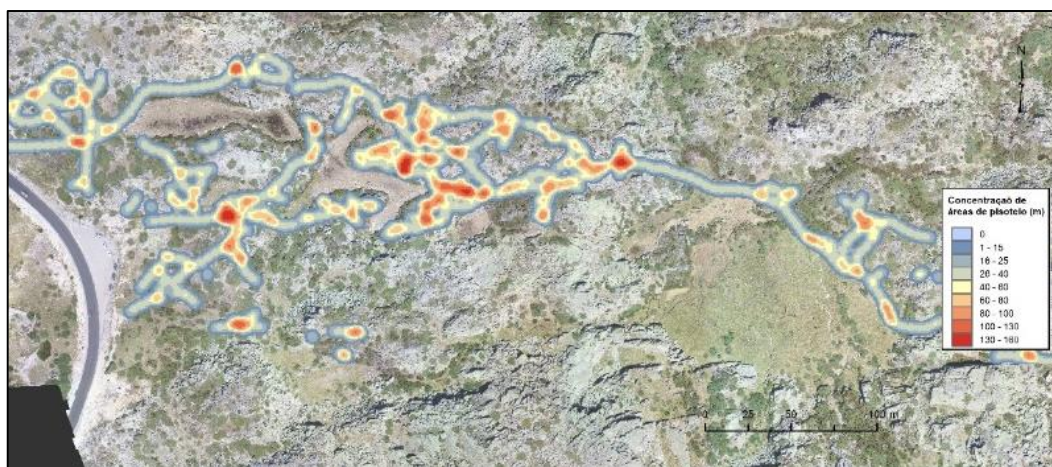 N
Concentração de
áreas de pisoteio (m)
0
1 - 15
16 - 25
26 - 40
40 - 60
60 - 80
80 - 100
100 - 130
130 - 160
0 25 50 100 m